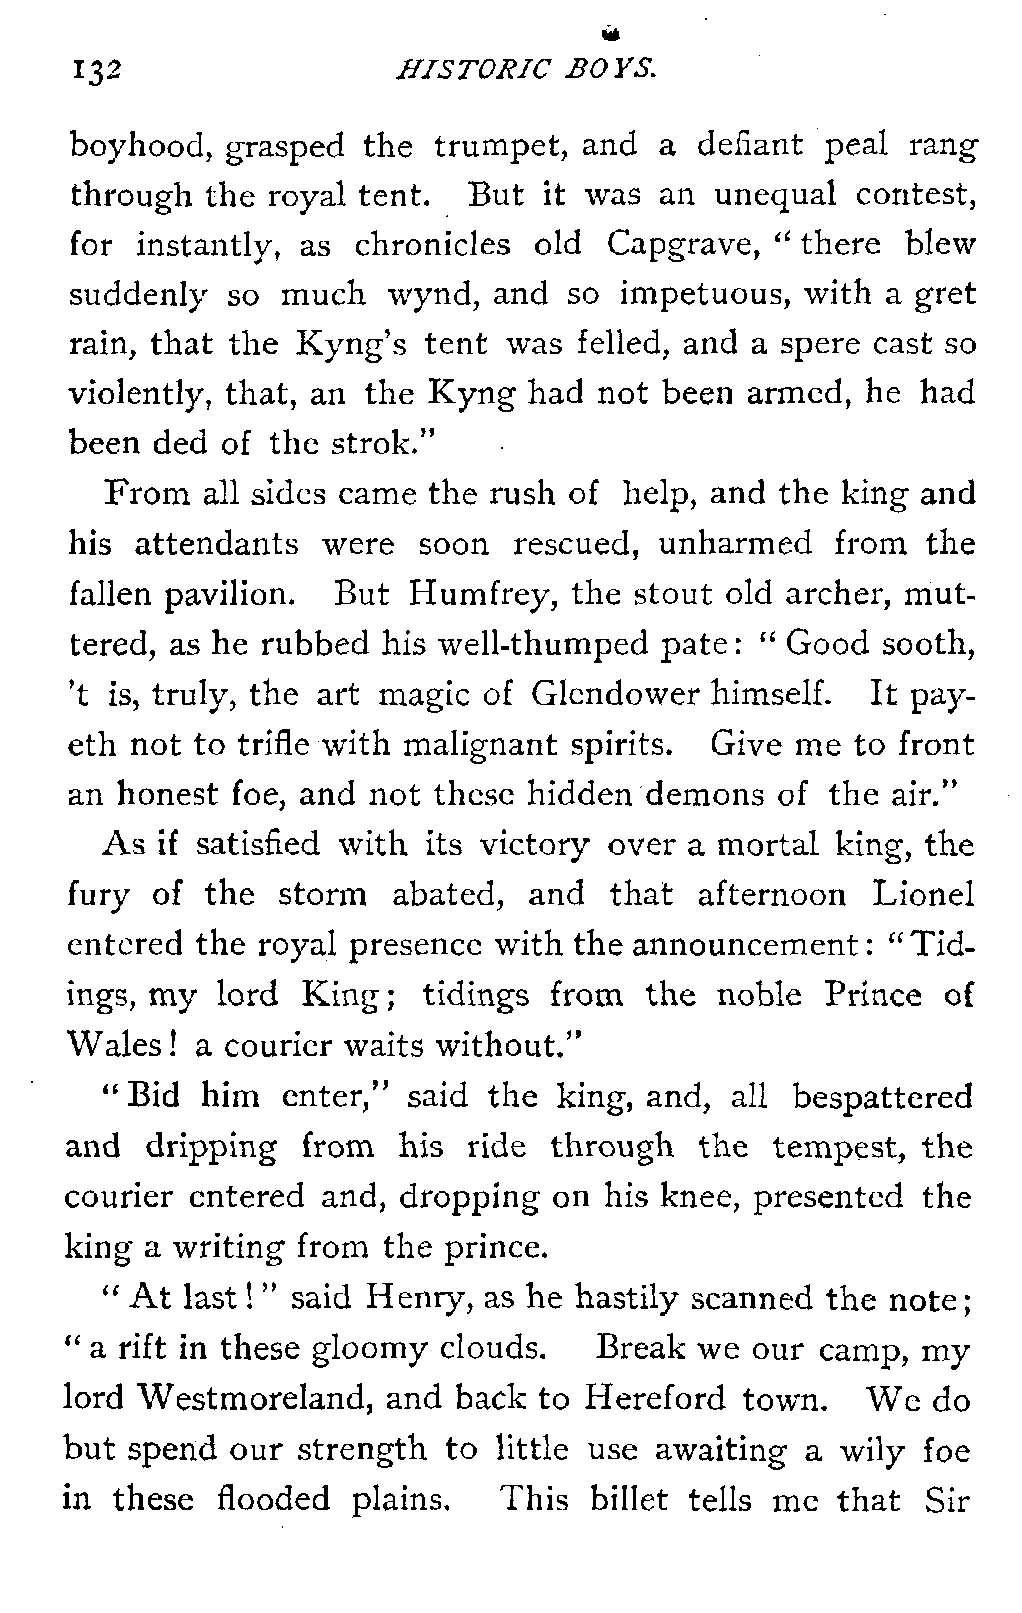 132 HISTORIC BOYS.
boyhood, grasped the trumpet, and a defiant peal rang
through the royal tent. But it was an unequal contest,
for instantly, as chronicles old Capgrave, “there blew
suddenly so much wynd, and so impetuous, with a gret
rain, that the Kyng’s tent was felled, and a spere cast so
violently, that, an the Kyng had not been armed, he had
been ded of the strok.”
From all sides came the rush of help, and the king and
his attendants were soon rescued, unharmed from the
fallen pavilion. But Humfrey, the stout old archer, mut-
tered, as he rubbed his well-thumped pate: “Good sooth,
’t is, truly, the art magic of Glendower himself. It pay-
eth not to trifle with malignant spirits. Give me to front
an honest foe, and not these hidden demons of the air.”
As if satisfied with its victory over a mortal king, the
fury of the storm abated, and that afternoon Lionel
entered the royal presence with the announcement: “Tid-
ings, my lord King; tidings from the noble Prince of
Wales! a courier waits without.”
“Bid him enter,” said the king, and, all bespattered
and dripping from his ride through the tempest, the
courier entered and, dropping on his knee, presented the
king a writing from the prince.
“At last!” said Henry, as he hastily scanned the note;
“a rift in these gloomy clouds. Break we our camp, my
lord Westmoreland, and back to Hereford town. We do
but spend our strength to little use awaiting a wily foe
in these flooded plains. This billet tells me that Sir